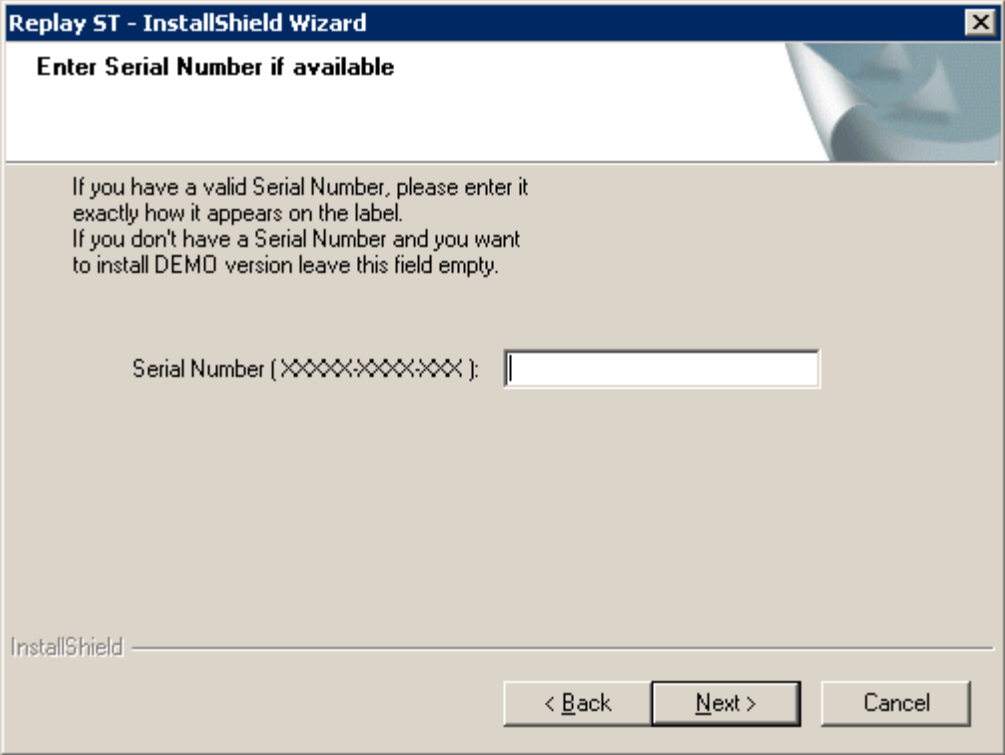 Replay ST - InstallShield Wizard
Enter Serial Number if available
If you have a valid Serial Number, please enter it
exactly how it appears on the label.
If you don't have a Serial Number and you want
to install DEMO version leave this field empty.
Serial Number ( XXXXX-XXXX-XXX ):
InstallShield
< Back
Next >
Cancel